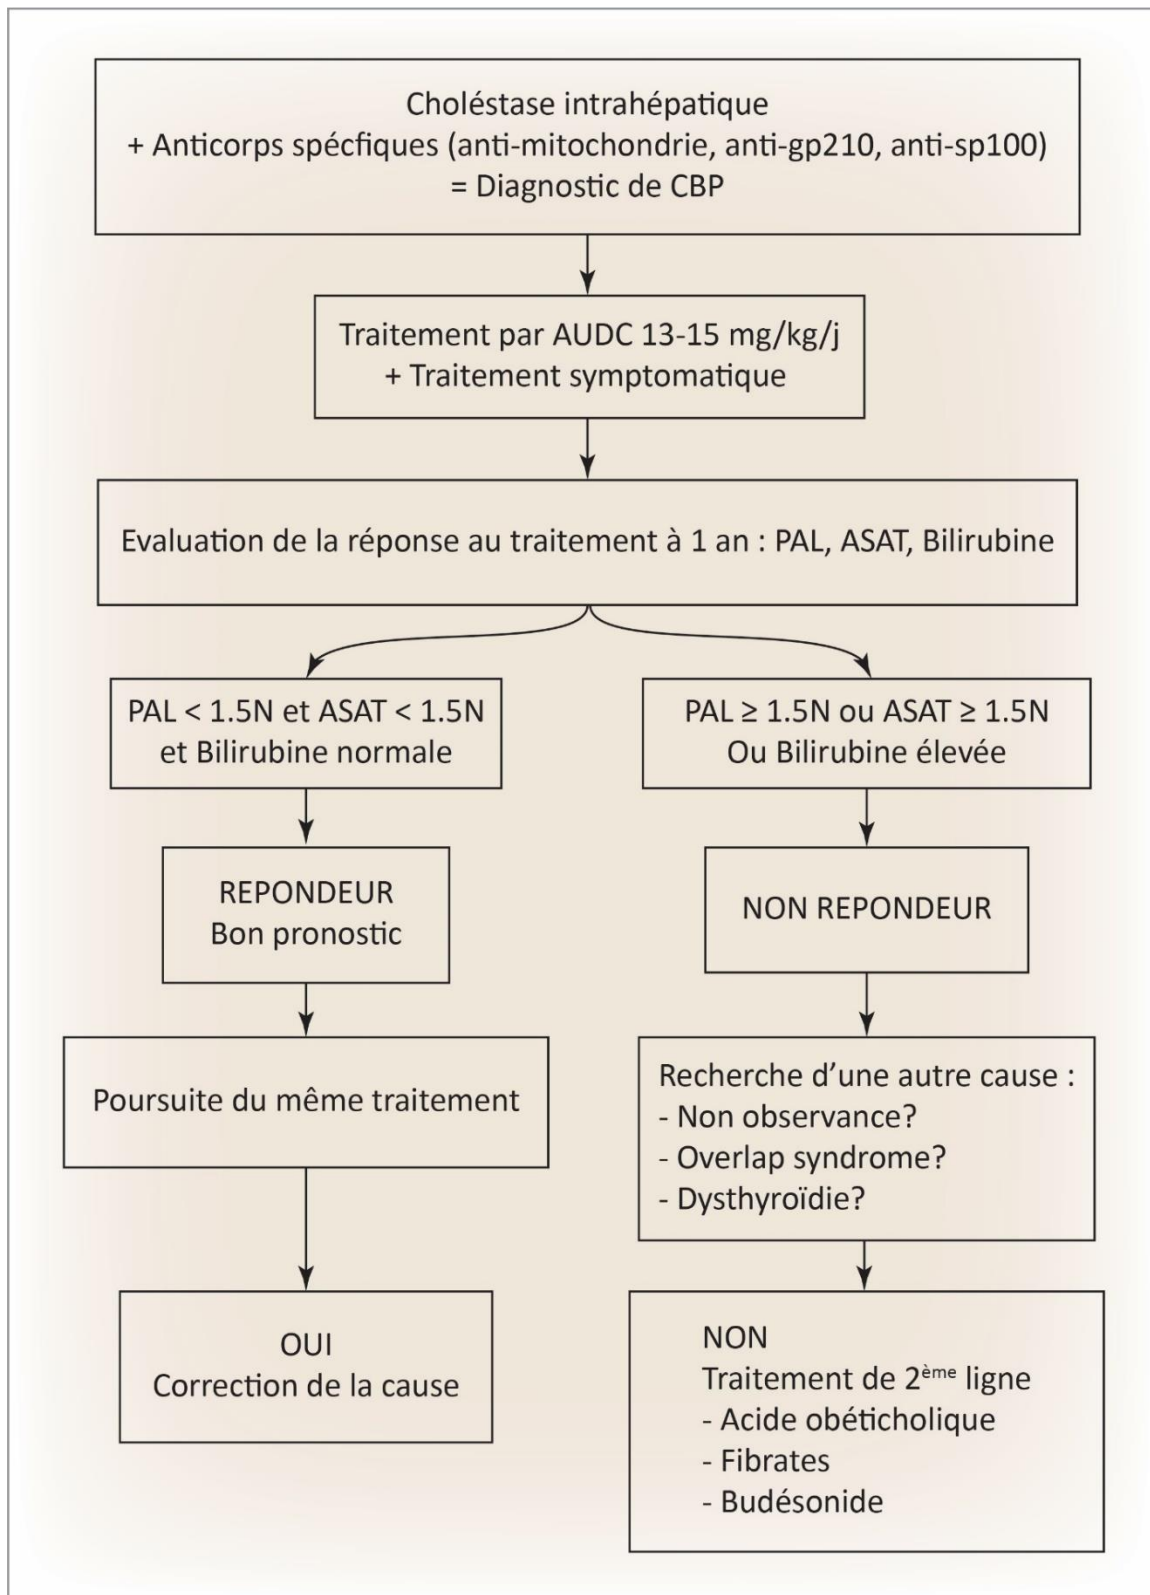 Choléstase intrahépatique
+ Anticorps spécfiques (anti-mitochondrie, anti-gp210, anti-sp100)
= Diagnostic de CBP
Traitement par AUDC 13-15 mg/kg/j
+ Traitement symptomatique
Evaluation de la réponse au traitement à 1 an : PAL, ASAT, Bilirubine
PAL < 1.5N et ASAT < 1.5N
et Bilirubine normale
PAL ≥ 1.5N ou ASAT ≥ 1.5N
Ou Bilirubine élevée
REPONDEUR
Bon pronostic
NON REPONDEUR
Poursuite du même traitement
Recherche d’une autre cause :
- Non observance?
- Overlap syndrome?
- Dysthyroïdie?
OUI
Correction de la cause
NON
Traitement de 2ème ligne
- Acide obéticholique
- Fibrates
- Budésonide